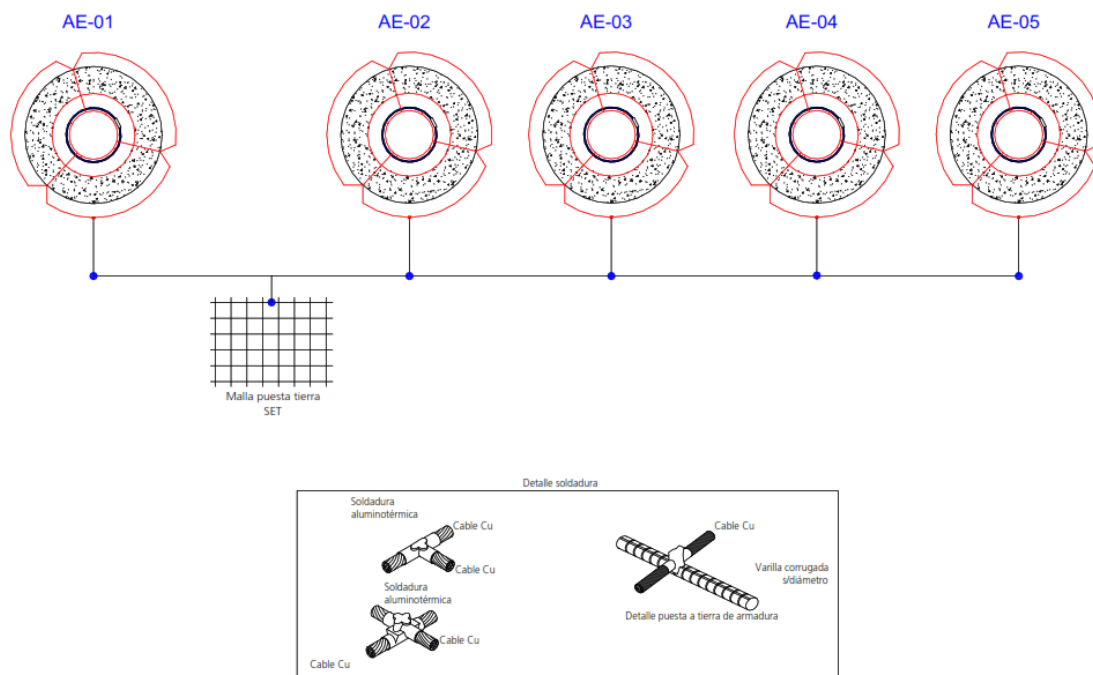 AE-01
AE-02
AE-03
AE-04
AE-05
Malla puesta tierra
SET
Detalle soldadura
Soldadura
aluminotérmica
Cable Cu
Cable Cu
Soldadura
aluminotérmica
Cable Cu
Cable Cu
Cable Cu
Varilla corrugada
s/diámetro
Detalle puesta a tierra de armadura